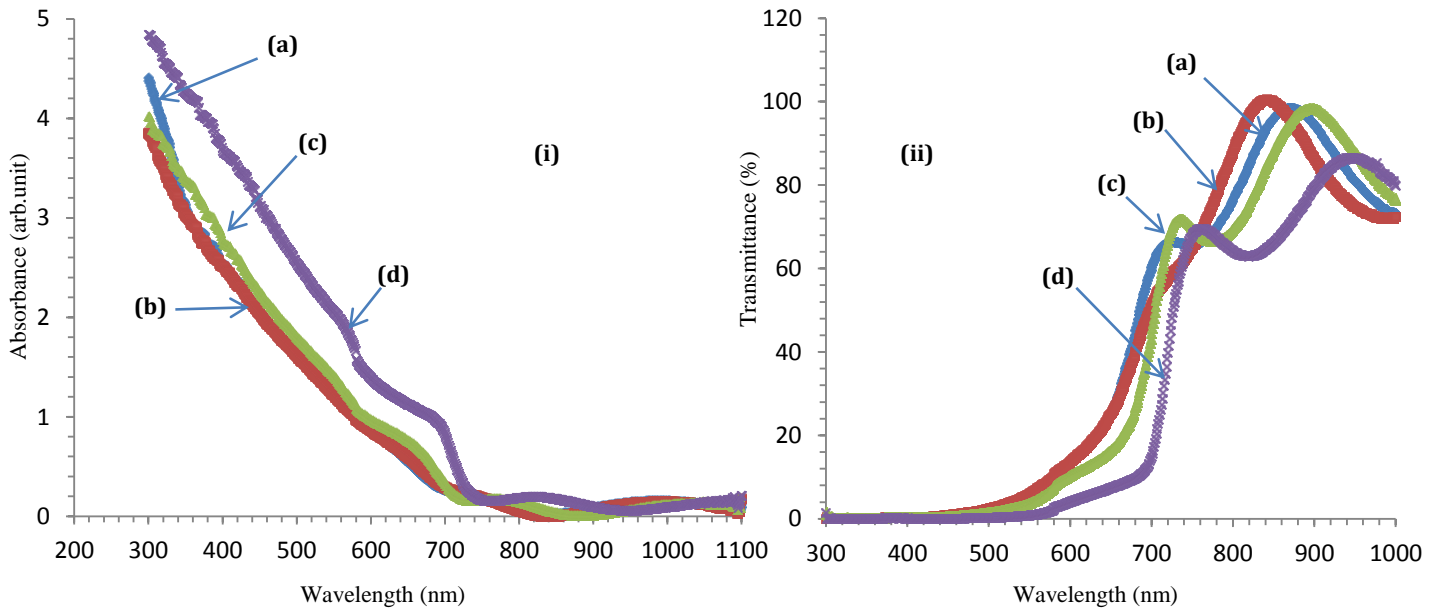 5
4
3
2
1
0
200 300 400 500 600 700 800 900 1000 1100
Absorbance (arb.unit)
Wavelength (nm)
(a)
(c)
(i)
(d)
(b)
120
100
80
60
40
20
0
300 400 500 600 700 800 900 1000
Transmittance (%)
Wavelength (nm)
(a)
(b)
(ii)
(c)
(d)